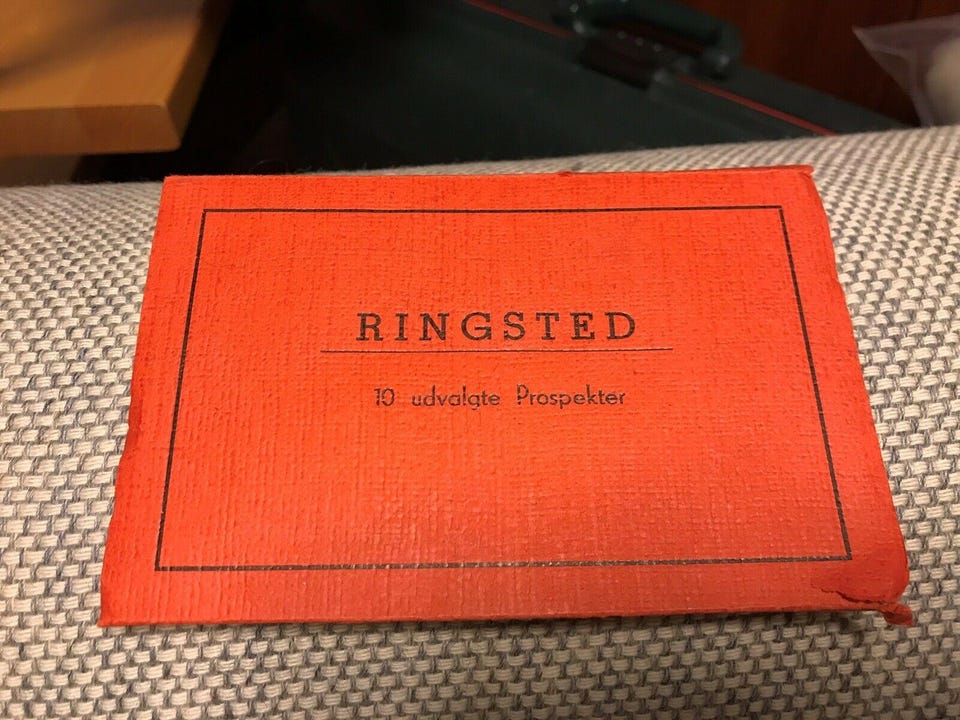 RINGSTED
10 udvalgte Prospekter